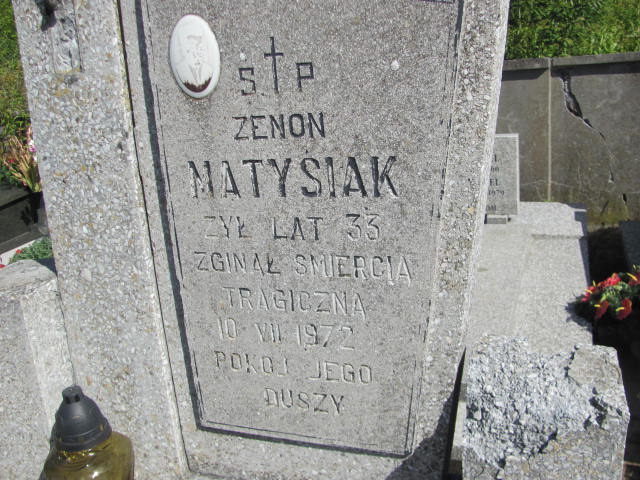 S†P
ZENON
MATYSIAK
ŻYŁ LAT 33
ZGINĄŁ ŚMIERCIĄ
TRAGICZNĄ
10 VII 1972
POKÓJ JEGO
DUSZY